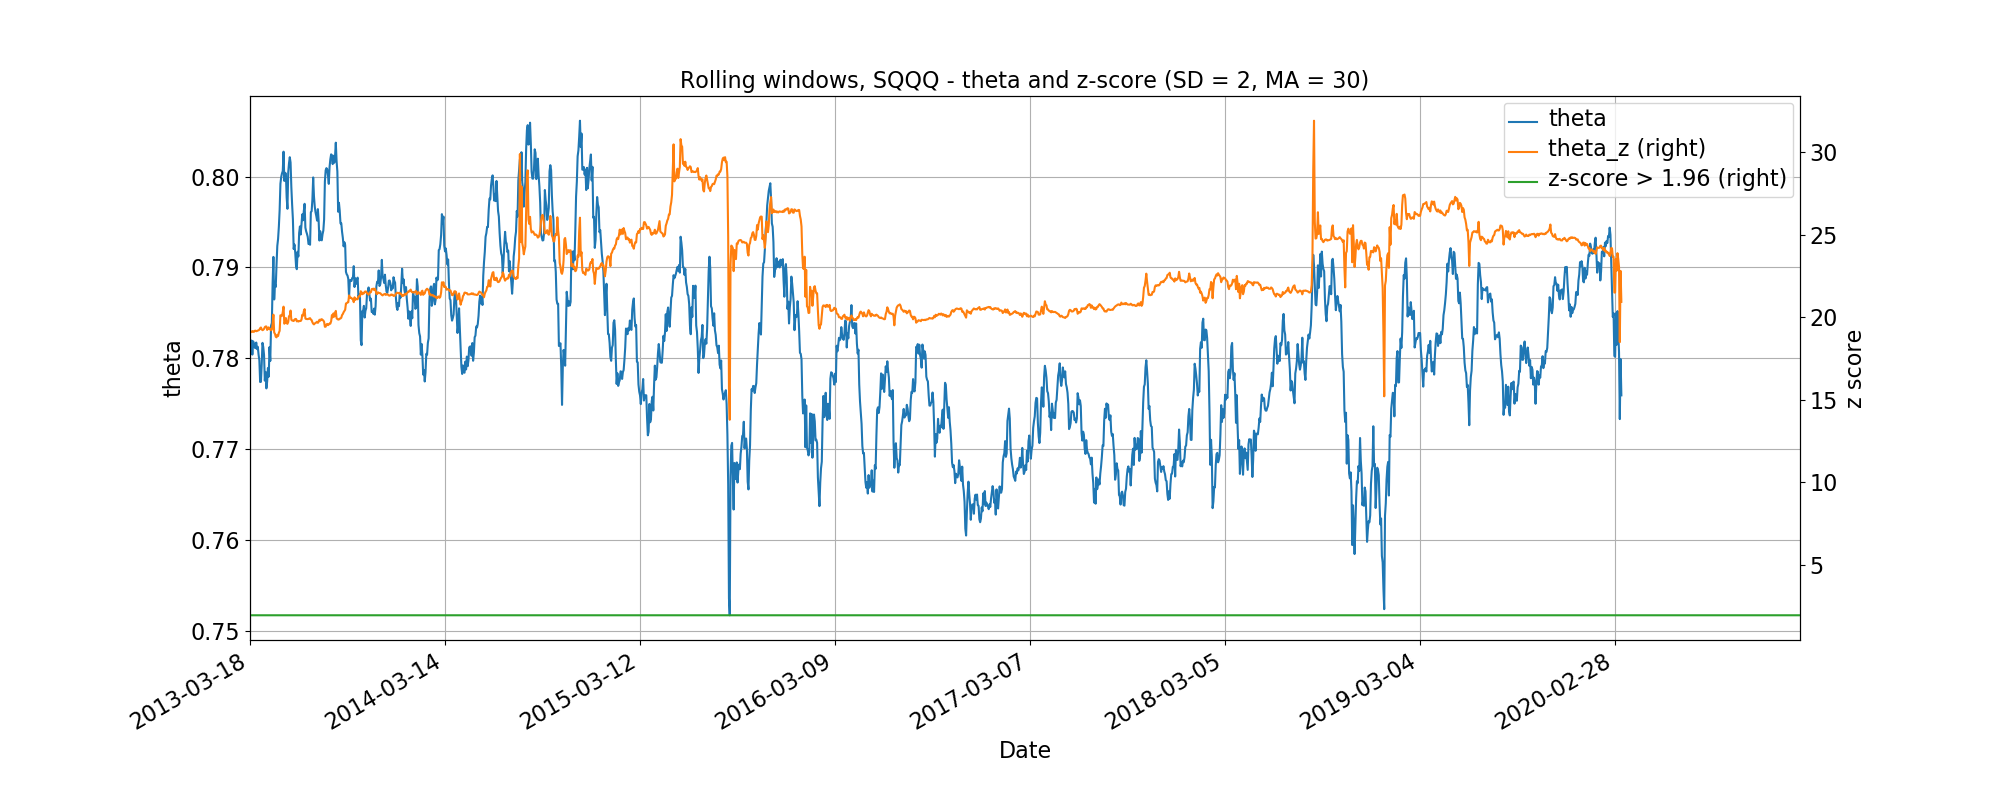 Rolling windows, SQQQ - theta and z-score (SD = 2, MA = 30)
theta
theta_z (right)
z-score > 1.96 (right)
0.80
0.79
0.78
0.77
0.76
0.75
theta
30
25
20
15
10
5
z score
2013-03-18
2014-03-14
2015-03-12
2016-03-09
2017-03-07
2018-03-05
2019-03-04
2020-02-28
Date